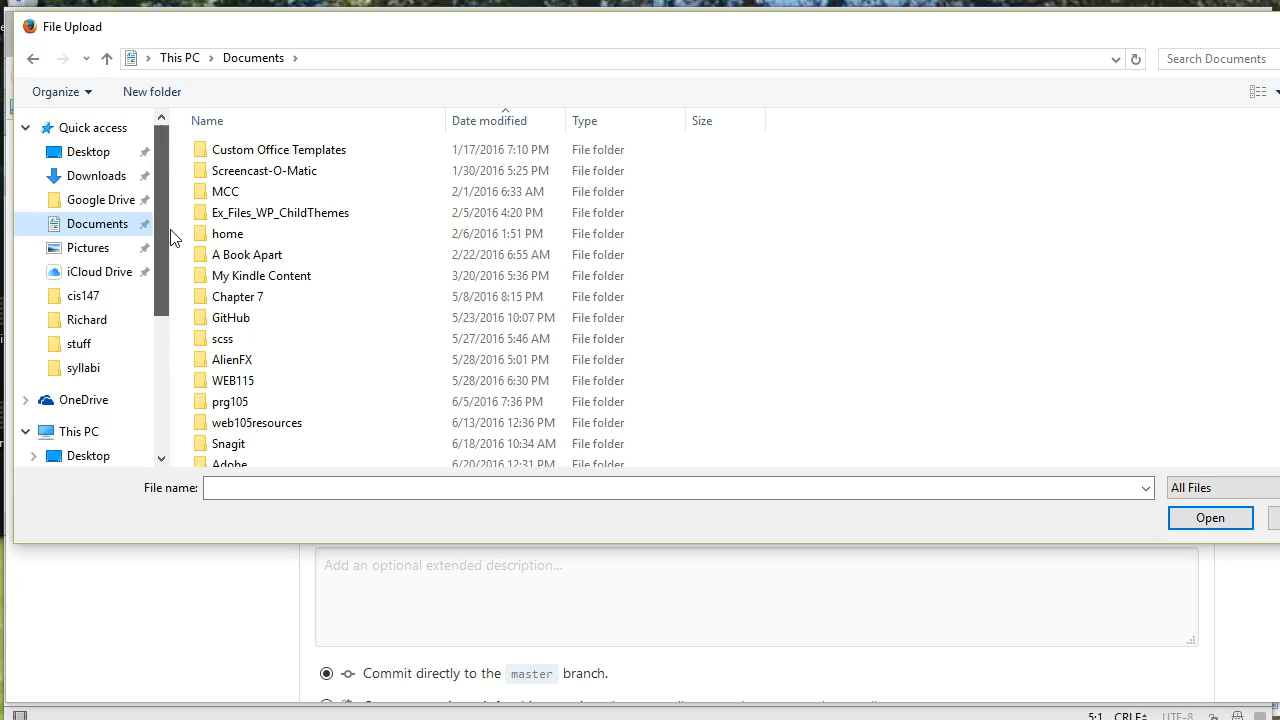 File Upload
This PC Documents
Search Documents
Organize New folder
Name Date modified Type Size
Quick access
Desktop
Downloads
Google Drive
Documents
Pictures
iCloud Drive
cis147
Richard
stuff
syllabi
OneDrive
This PC
Desktop
Custom Office Templates 1/17/2016 7:10 PM File folder
Screencast-O-Matic 1/30/2016 5:25 PM File folder
MCC 2/1/2016 6:33 AM File folder
Ex_Files_WP_ChildThemes 2/5/2016 4:20 PM File folder
home 2/6/2016 1:51 PM File folder
A Book Apart 2/22/2016 6:55 AM File folder
My Kindle Content 3/20/2016 5:36 PM File folder
Chapter 7 5/8/2016 8:15 PM File folder
GitHub 5/23/2016 10:07 PM File folder
scss 5/27/2016 5:46 AM File folder
AlienFX 5/28/2016 5:01 PM File folder
WEB115 5/28/2016 6:30 PM File folder
prg105 6/5/2016 7:36 PM File folder
web105resources 6/13/2016 12:36 PM File folder
Snagit 6/18/2016 10:34 AM File folder
Adobe 6/20/2016 12:31 PM File folder
File name:
All Files
Open
Add an optional extended description...
Commit directly to the master branch.
5:1 CRLF UTF-8